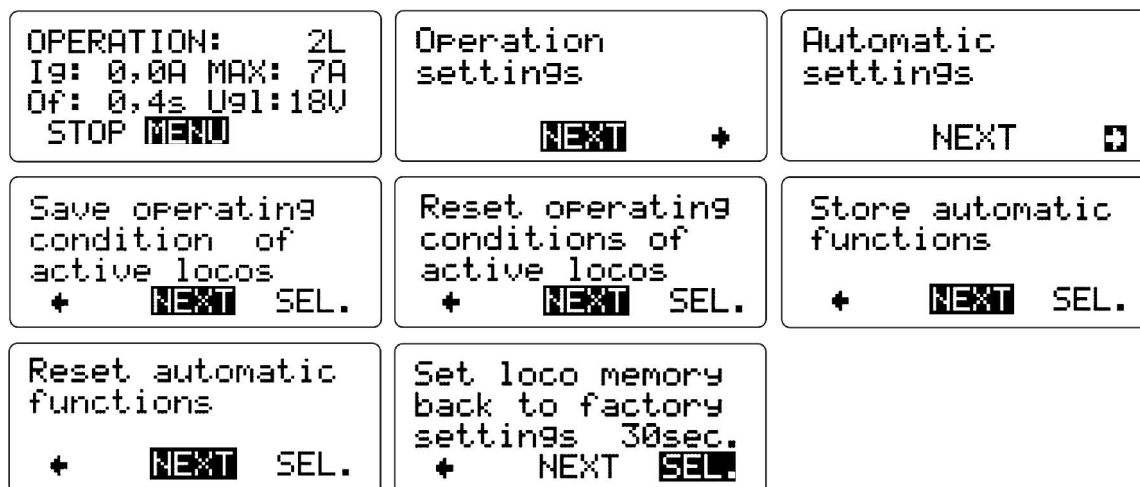 OPERATION: 2L
Ig: 0,0A MAX: 7A
Of: 0,4s Ugl:18V
STOP MENU
Operation
settings
NEXT →
Automatic
settings
NEXT →
Save operating
condition of
active locos
← NEXT SEL.
Reset operating
conditions of
active locos
← NEXT SEL.
Store automatic
functions
← NEXT SEL.
Reset automatic
functions
← NEXT SEL.
Set loco memory
back to factory
settings 30sec.
← NEXT SEL.